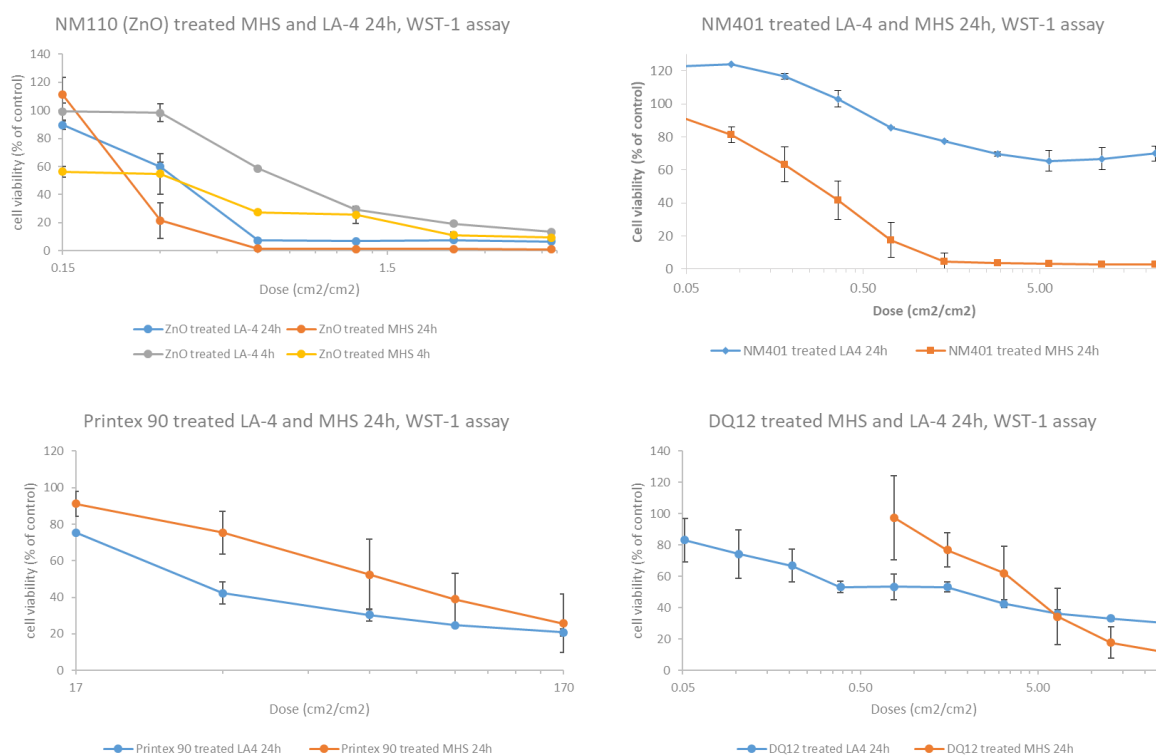 NM110 (ZnO) treated MHS and LA-4 24h, WST-1 assay
140
120
100
80
60
40
20
0
cell viability (% of control)
0.15
1.5
Dose (cm2/cm2)
ZnO treated LA-4 24h
ZnO treated MHS 24h
ZnO treated LA-4 4h
ZnO treated MHS 4h
NM401 treated LA-4 and MHS 24h, WST-1 assay
120
100
80
60
40
20
0
Cell viability (% of control)
0.05
0.50
5.00
Dose (cm2/cm2)
NM401 treated LA4 24h
NM401 treated MHS 24h
Printex 90 treated LA-4 and MHS 24h, WST-1 assay
120
100
80
60
40
20
0
cell viability (% of control)
17
170
Dose (cm2/cm2)
Printex 90 treated LA4 24h
Printex 90 treated MHS 24h
DQ12 treated MHS and LA-4 24h, WST-1 assay
140
120
100
80
60
40
20
0
cell viability (% of control)
0.05
0.50
5.00
Doses (cm2/cm2)
DQ12 treated LA4 24h
DQ12 treated MHS 24h